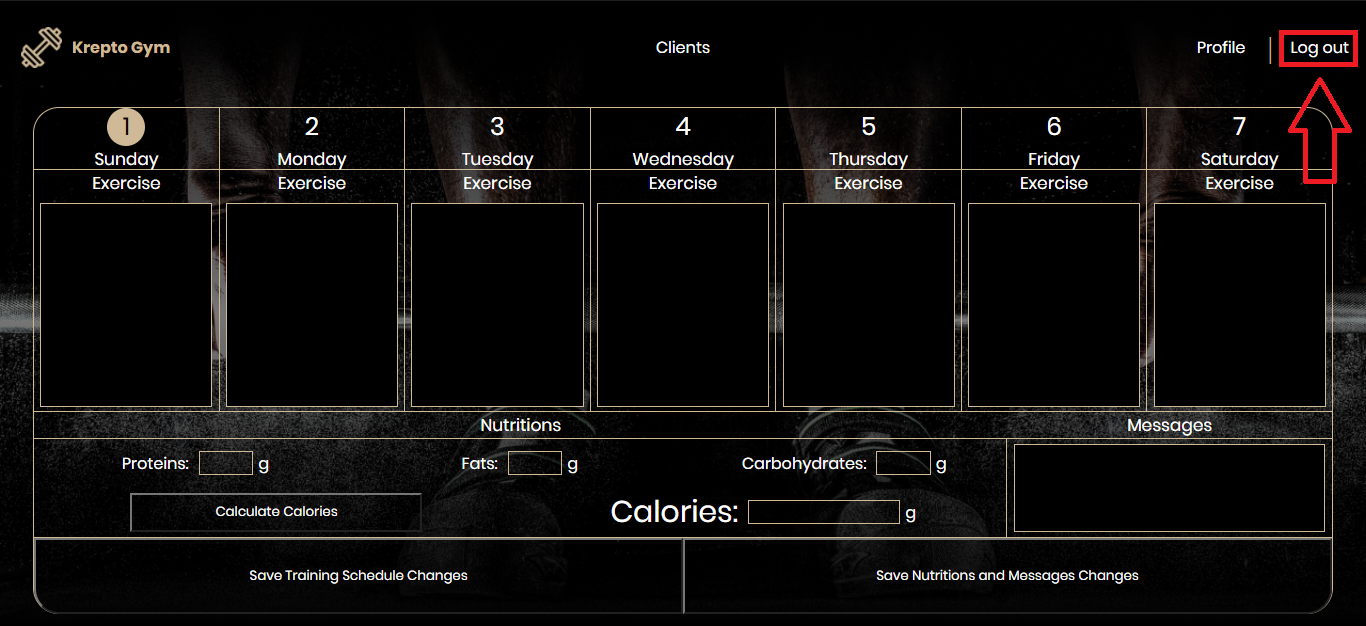 Krepto Gym
Clients
Profile
Log out
1 2 3 4 5 6 7
Sunday Monday Tuesday Wednesday Thursday Friday Saturday
Exercise Exercise Exercise Exercise Exercise Exercise Exercise
Nutritions
Messages
Proteins: g Fats: g Carbohydrates: g
Calculate Calories
Calories: g
Save Training Schedule Changes
Save Nutritions and Messages Changes